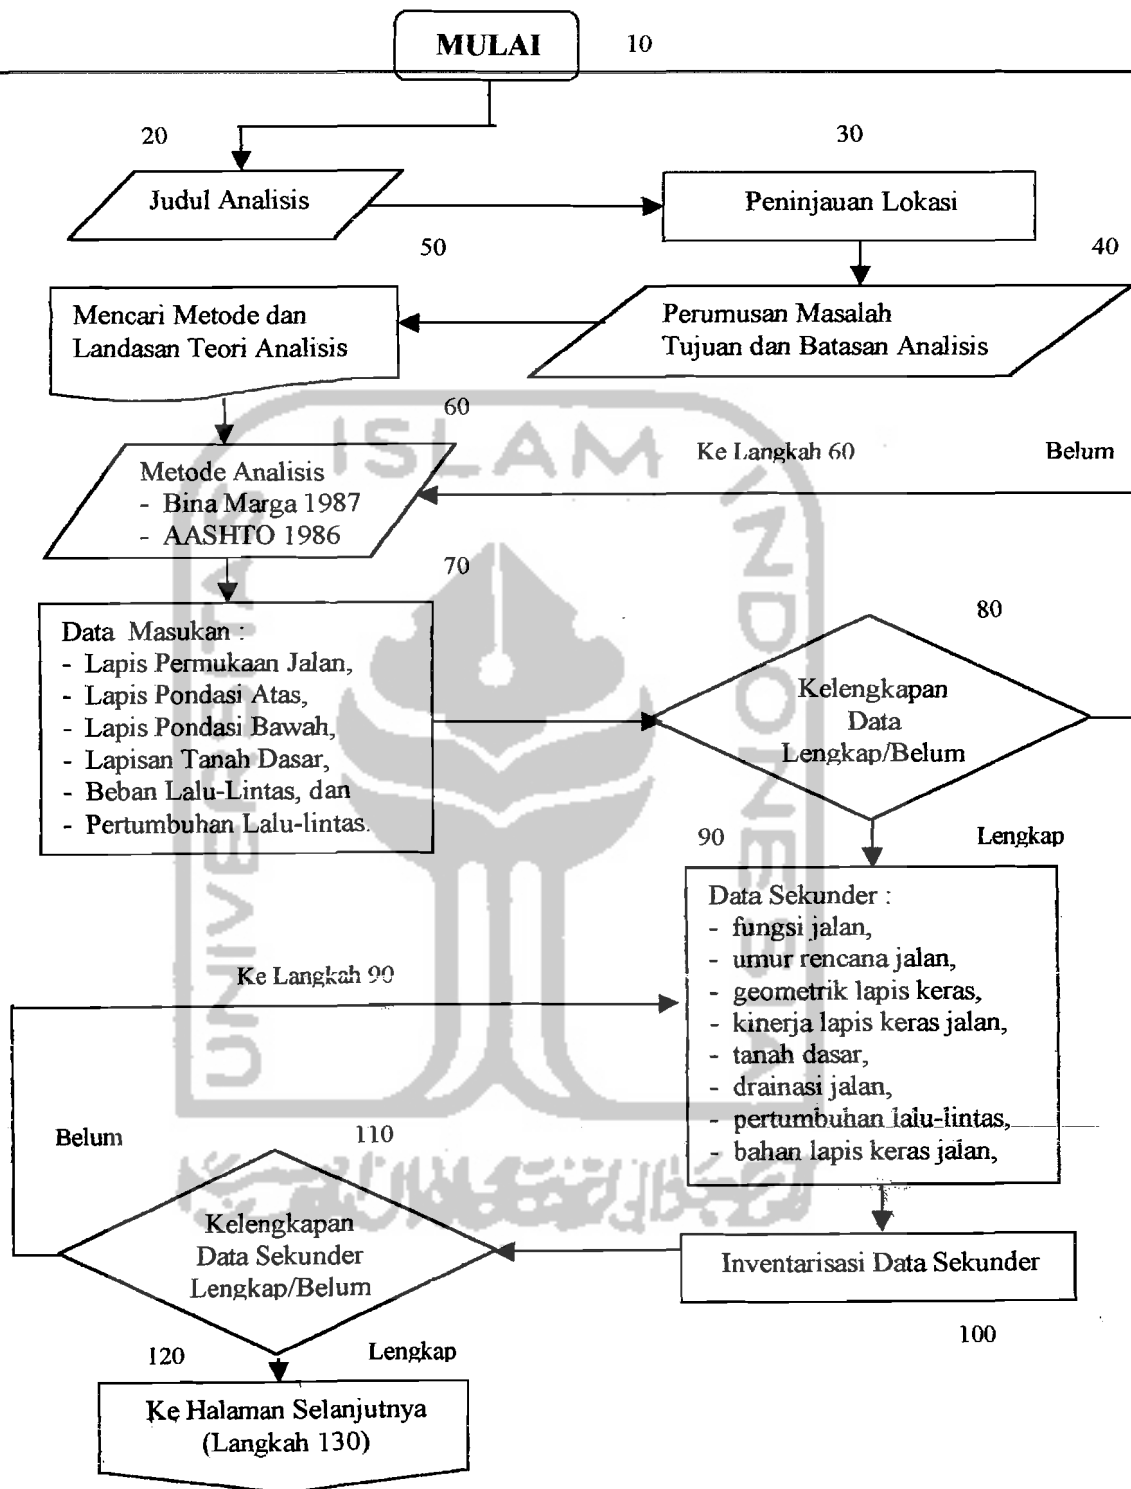 MULAI
10
20
30
Judul Analisis
Peninjauan Lokasi
50
40
Mencari Metode dan
Landasan Teori Analisis
Perumusan Masalah
Tujuan dan Batasan Analisis
60
Ke Langkah 60
Belum
Metode Analisis
- Bina Marga 1987
- AASHTO 1986
70
Data Masukan :
- Lapis Permukaan Jalan,
- Lapis Pondasi Atas,
- Lapis Pondasi Bawah,
- Lapisan Tanah Dasar,
- Beban Lalu-Lintas, dan
- Pertumbuhan Lalu-lintas.
80
Kelengkapan
Data
Lengkap/Belum
90
Lengkap
Data Sekunder :
- fungsi jalan,
- umur rencana jalan,
- geometrik lapis keras,
- kinerja lapis keras jalan,
- tanah dasar,
- drainasi jalan,
- pertumbuhan lalu-lintas,
- bahan lapis keras jalan,
Ke Langkah 90
Belum
110
Kelengkapan
Data Sekunder
Lengkap/Belum
Inventarisasi Data Sekunder
100
120
Lengkap
Ke Halaman Selanjutnya
(Langkah 130)
UNIVERSITAS
ISLAM
INDONESIA